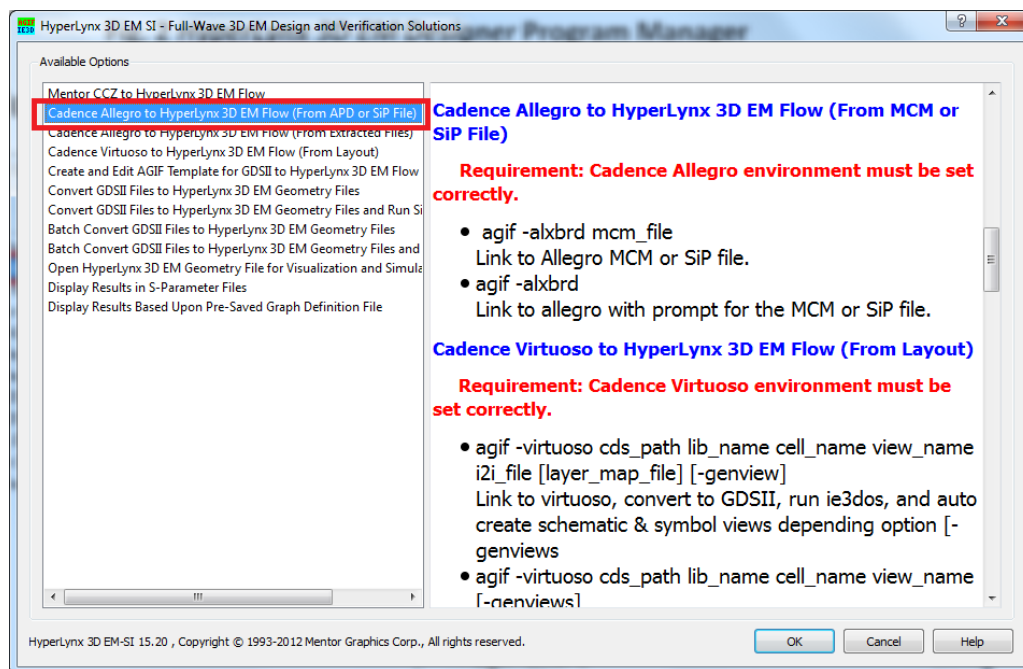 AGIF
IE3D
HyperLynx 3D EM SI - Full-Wave 3D EM Design and Verification Solutions
Available Options
Mentor CCZ to HyperLynx 3D EM Flow
Cadence Allegro to HyperLynx 3D EM Flow (From APD or SiP File)
Cadence Allegro to HyperLynx 3D EM Flow (From Extracted Files)
Cadence Virtuoso to HyperLynx 3D EM Flow (From Layout)
Create and Edit AGIF Template for GDSII to HyperLynx 3D EM Flow
Convert GDSII Files to HyperLynx 3D EM Geometry Files
Convert GDSII Files to HyperLynx 3D EM Geometry Files and Run Si
Batch Convert GDSII Files to HyperLynx 3D EM Geometry Files
Batch Convert GDSII Files to HyperLynx 3D EM Geometry Files and
Open HyperLynx 3D EM Geometry File for Visualization and Simula
Display Results in S-Parameter Files
Display Results Based Upon Pre-Saved Graph Definition File
Cadence Allegro to HyperLynx 3D EM Flow (From MCM or
SiP File)
Requirement: Cadence Allegro environment must be set
correctly.
• agif -alxbrd mcm_file
Link to Allegro MCM or SiP file.
• agif -alxbrd
Link to allegro with prompt for the MCM or SiP file.
Cadence Virtuoso to HyperLynx 3D EM Flow (From Layout)
Requirement: Cadence Virtuoso environment must be
set correctly.
• agif -virtuoso cds_path lib_name cell_name view_name
i2i_file [layer_map_file] [-genview]
Link to virtuoso, convert to GDSII, run ie3dos, and auto
create schematic & symbol views depending option [-
genviews
• agif -virtuoso cds_path lib_name cell_name view_name
[-genviews]
HyperLynx 3D EM-SI 15.20 , Copyright © 1993-2012 Mentor Graphics Corp., All rights reserved.
OK
Cancel
Help